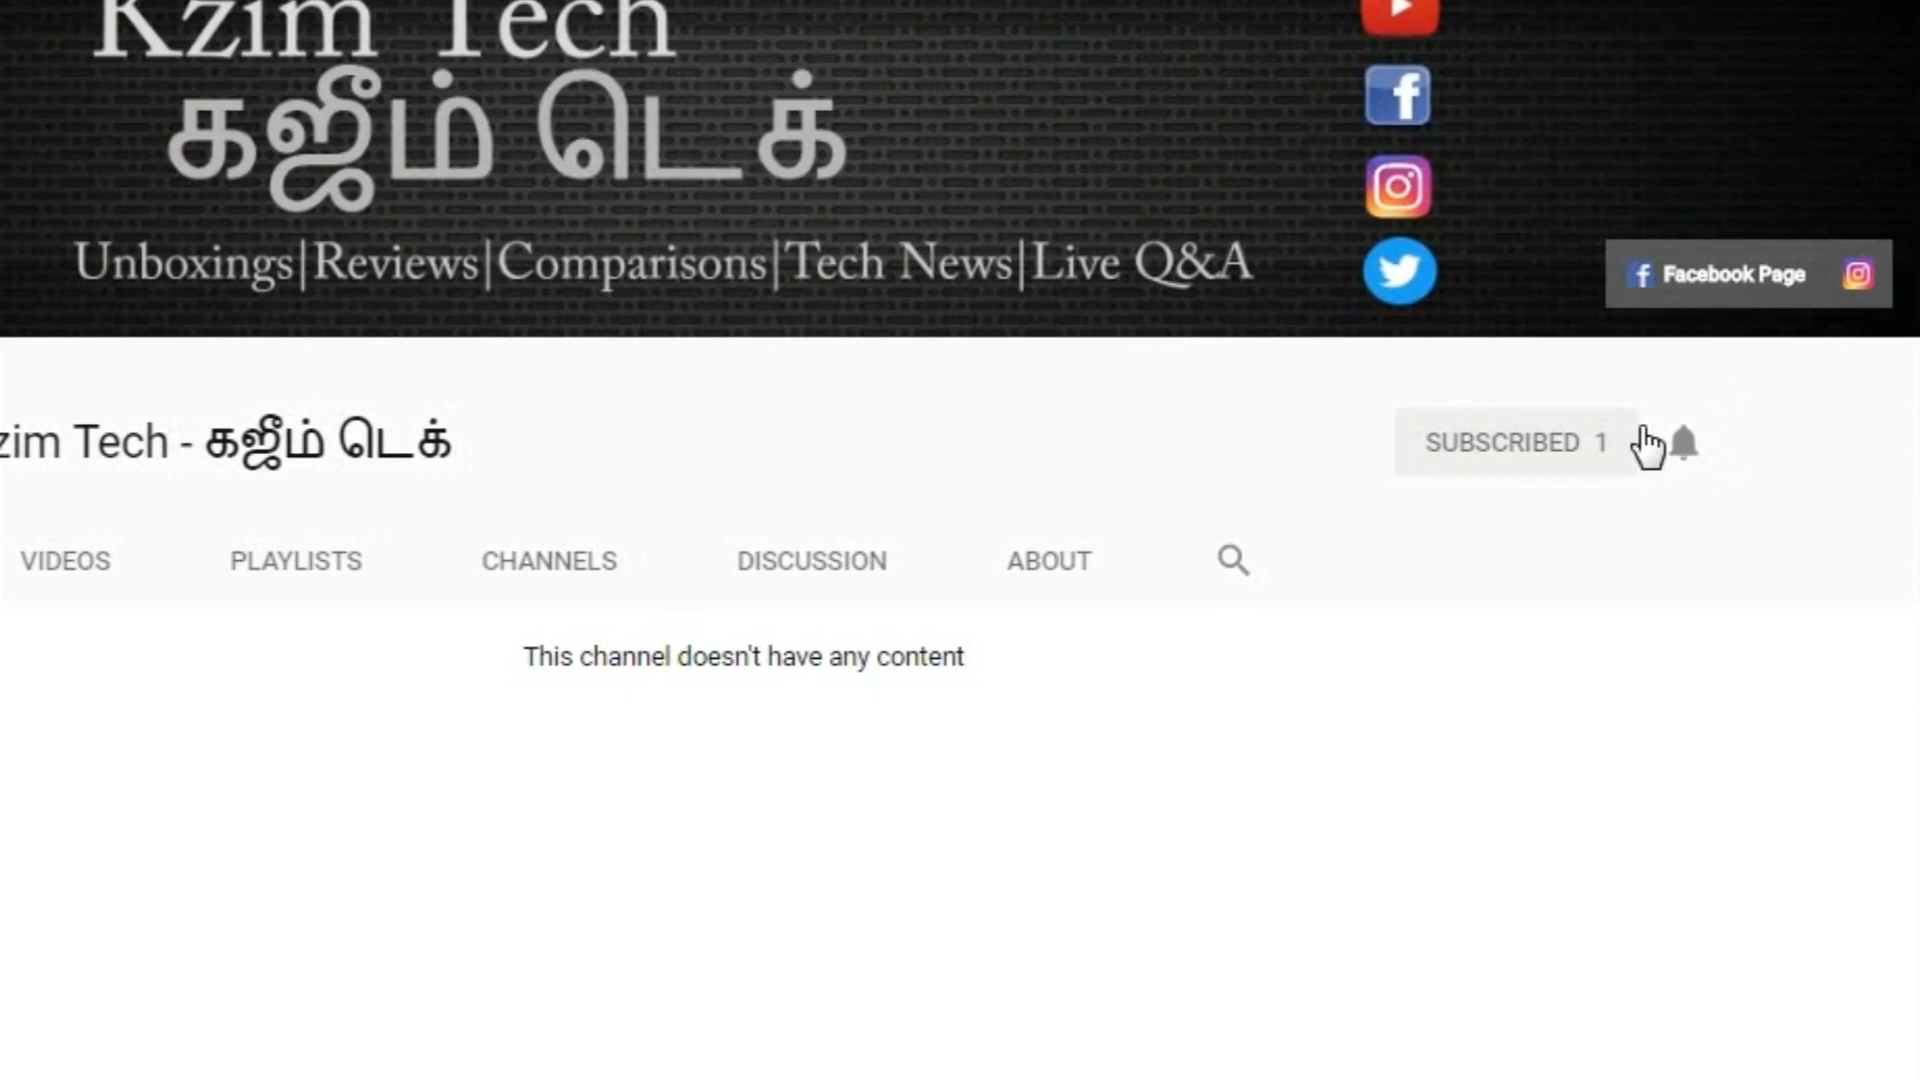 Kzim Tech
கஜீம் டெக்
Unboxings|Reviews|Comparisons|Tech News|Live Q&A
Facebook Page
zim Tech - கஜீம் டெக்
SUBSCRIBED 1
VIDEOS PLAYLISTS CHANNELS DISCUSSION ABOUT
This channel doesn't have any content